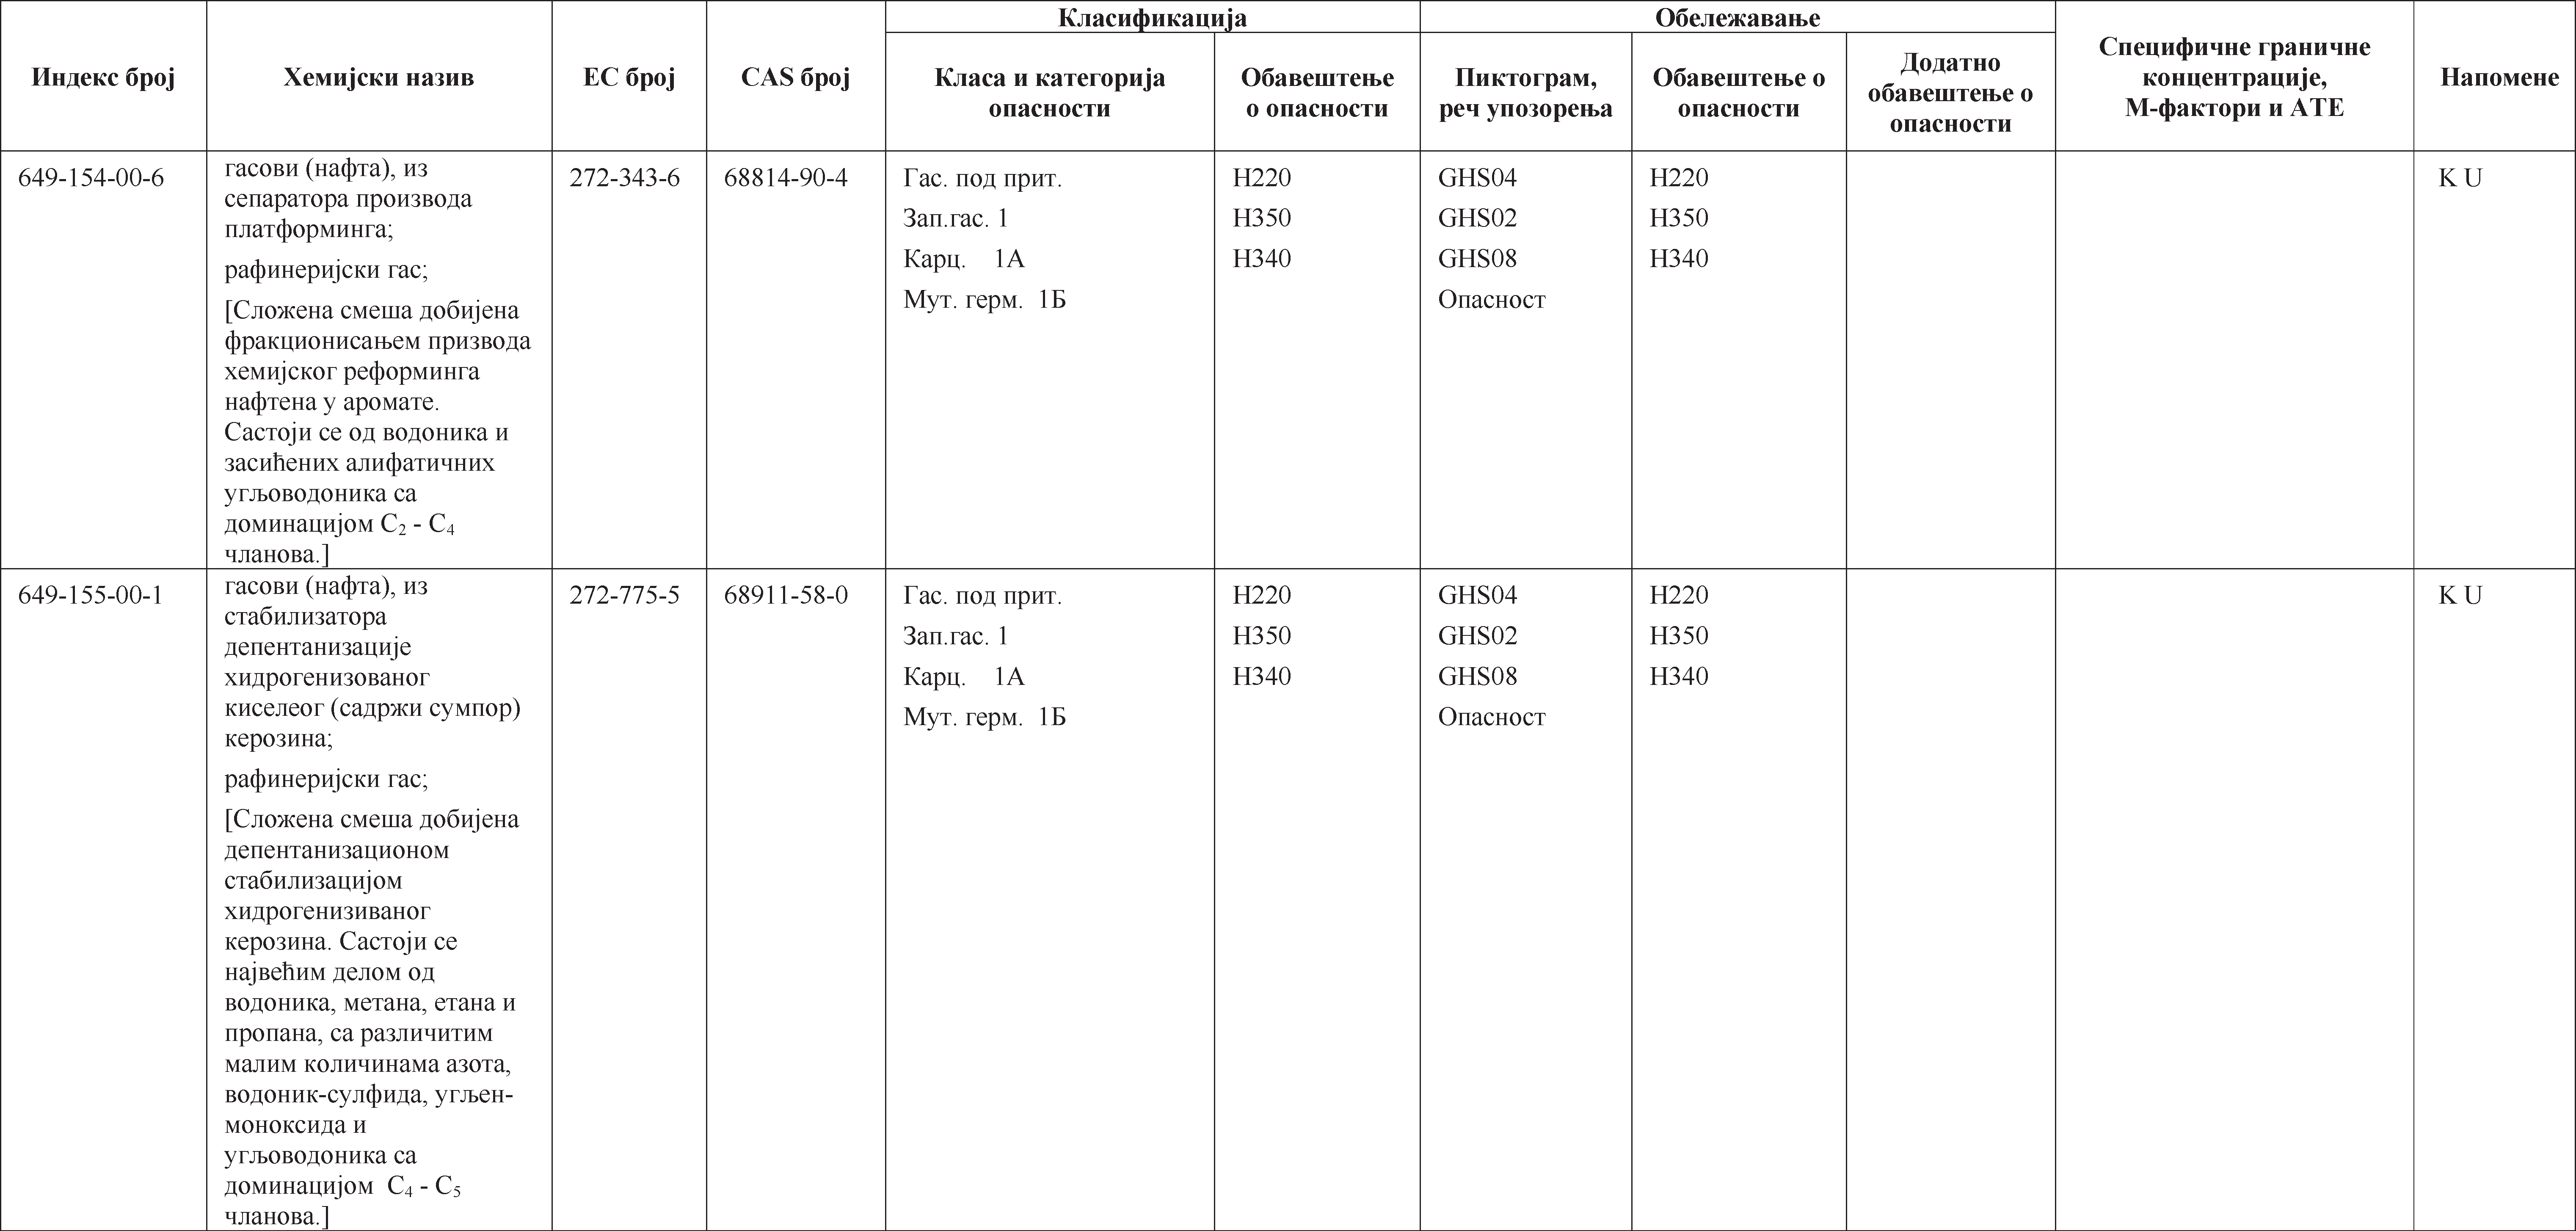 Индекс број
Хемијски назив
ЕС број
CAS број
Класификација
Обележавање
Специфичне граничне
концентрације,
М-фактори и АТЕ
Напомене
Класа и категорија
опасности
Обавештење
о опасности
Пиктограм,
реч упозорења
Обавештење о
опасности
Додатно
обавештење о
опасности
649-154-00-6
гасови (нафта), из
сепаратора производа
платформинга;
рафинеријски гас;
[Сложена смеша добијена
фракционисањем призвода
хемијског реформинга
нафтена у аромате.
Састоји се од водоника и
засићених алифатичних
угљоводоника са
доминацијом C₂ - C₄
чланова.]
272-343-6
68814-90-4
Гас. под прит.
Зап.гас. 1
Карц. 1А
Мут. герм. 1Б
H220
H350
H340
GHS04
GHS02
GHS08
Опасност
H220
H350
H340
K U
649-155-00-1
гасови (нафта), из
стабилизатора
депентанизације
хидрогенизованог
киселеог (садржи сумпор)
керозина;
рафинеријски гас;
[Сложена смеша добијена
депентанизационом
стабилизацијом
хидрогенизиваног
керозина. Састоји се
највећим делом од
водоника, метана, етана и
пропана, са различитим
малим количинама азота,
водоник-сулфида, угљен-
моноксида и
угљоводоника са
доминацијом C₄ - C₅
чланова.]
272-775-5
68911-58-0
Гас. под прит.
Зап.гас. 1
Карц. 1А
Мут. герм. 1Б
H220
H350
H340
GHS04
GHS02
GHS08
Опасност
H220
H350
H340
K U